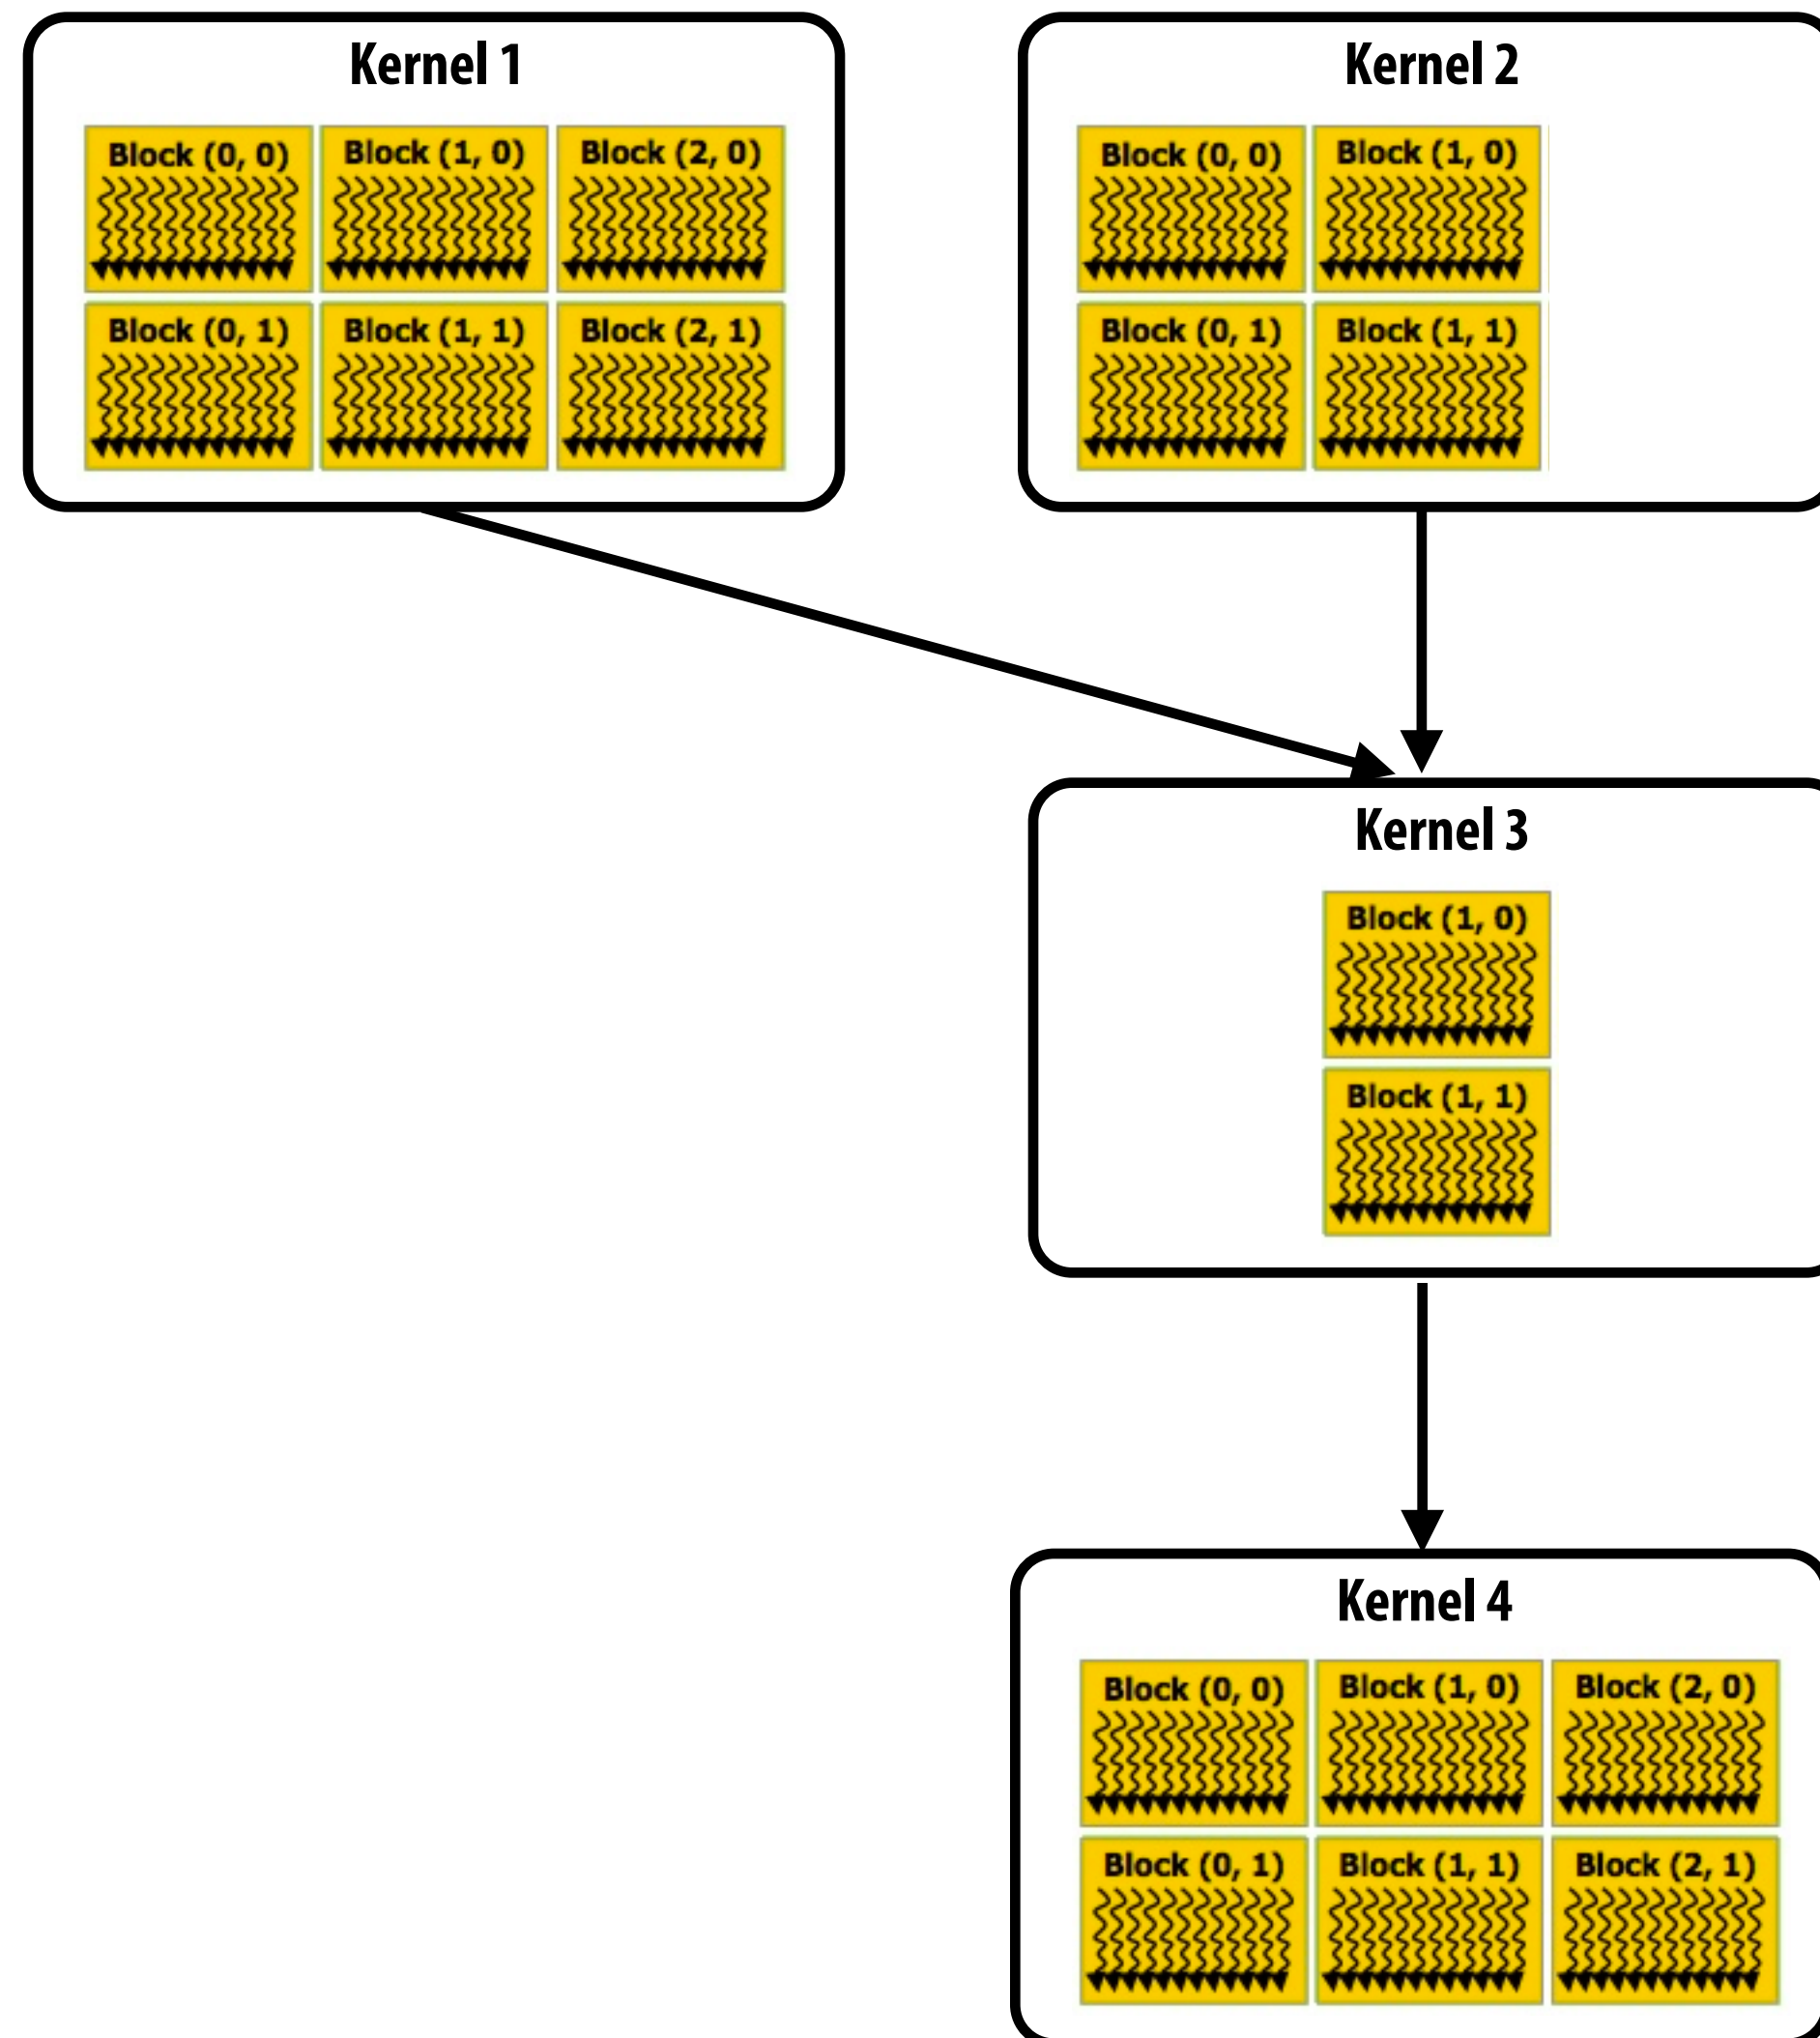 Kernel 1
Block (0, 0) Block (1, 0) Block (2, 0)
Block (0, 1) Block (1, 1) Block (2, 1)
Kernel 2
Block (0, 0) Block (1, 0)
Block (0, 1) Block (1, 1)
Kernel 3
Block (1, 0)
Block (1, 1)
Kernel 4
Block (0, 0) Block (1, 0) Block (2, 0)
Block (0, 1) Block (1, 1) Block (2, 1)